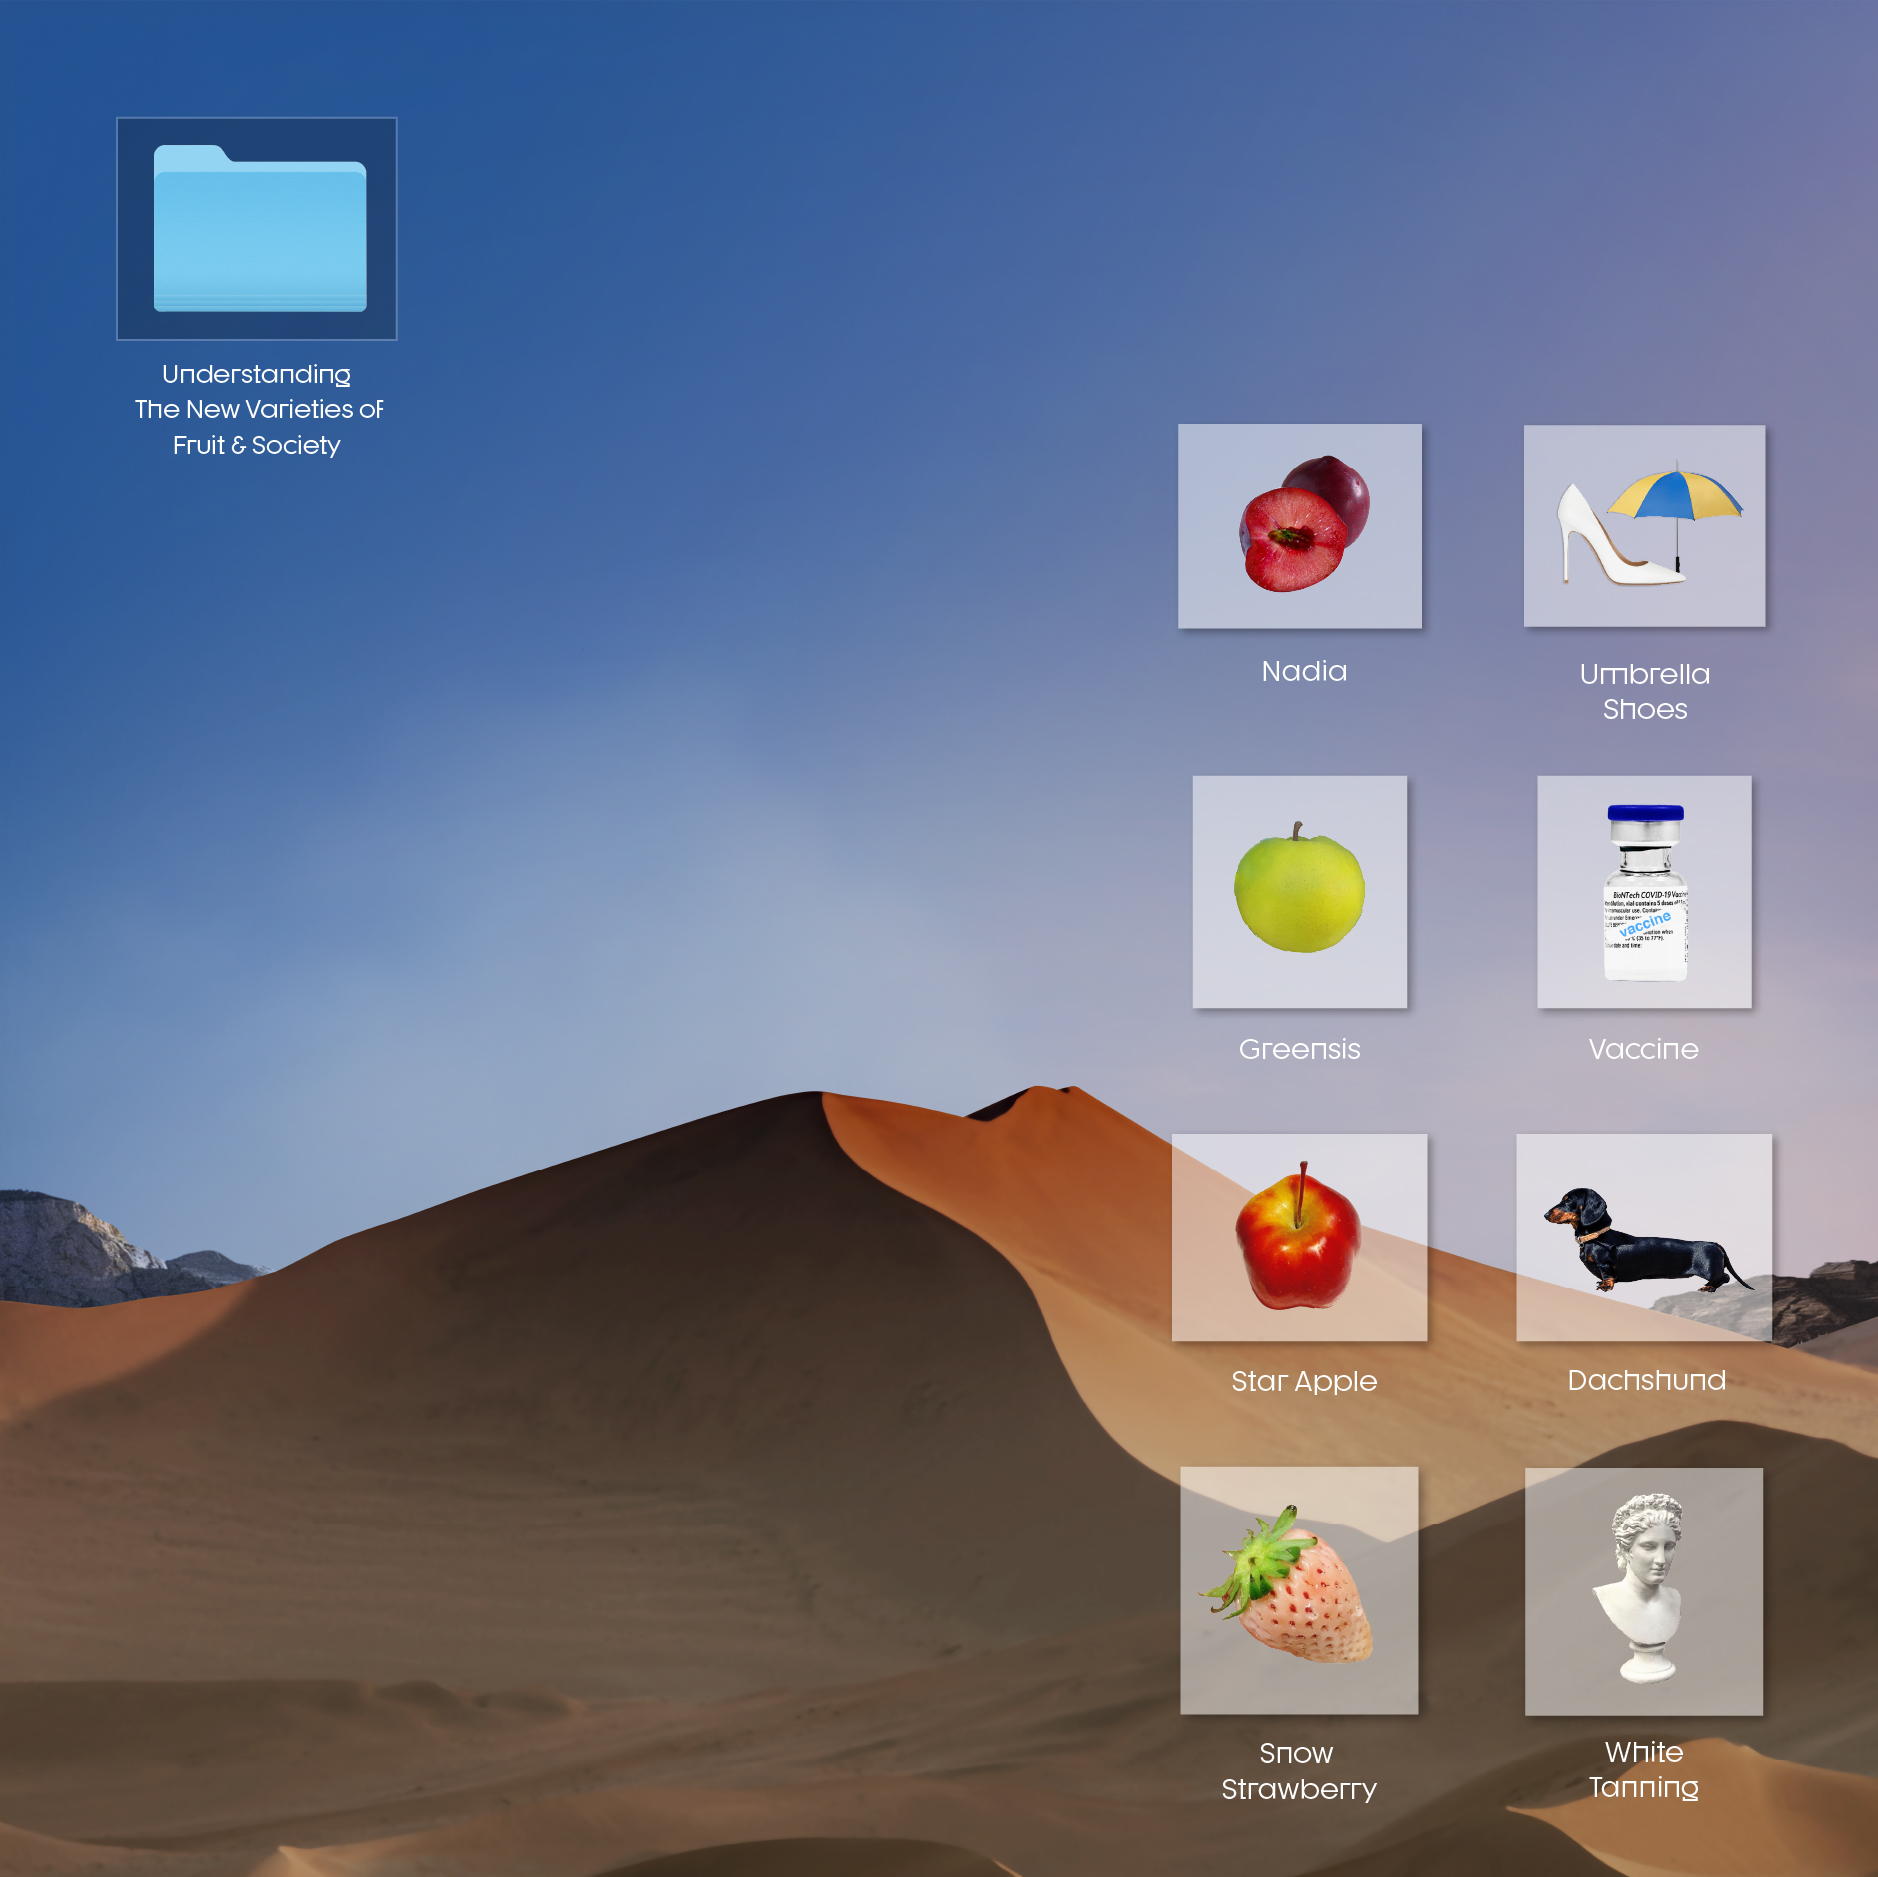 Understanding
The New Varieties of
Fruit & Society
Nadia
Umbrella
Shoes
Greensis
BioNTech COVID-19
vaccine
Vaccine
Star Apple
Dachshund
Snow
Strawberry
White
Tanning